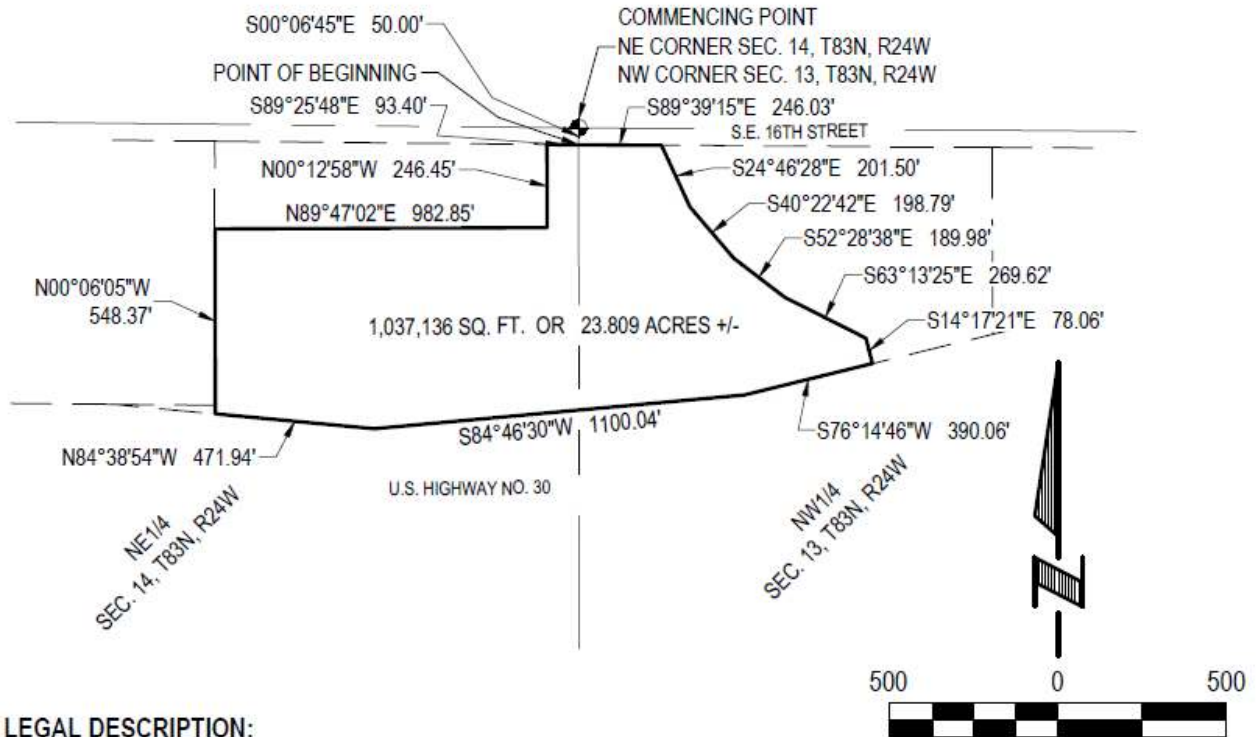 S00°06'45"E 50.00'
COMMENCING POINT
NE CORNER SEC. 14, T83N, R24W
NW CORNER SEC. 13, T83N, R24W
POINT OF BEGINNING
S89°25'48"E 93.40'
S89°39'15"E 246.03'
S.E. 16TH STREET
N00°12'58"W 246.45'
S24°46'28"E 201.50'
N89°47'02"E 982.85'
S40°22'42"E 198.79'
S52°28'38"E 189.98'
S63°13'25"E 269.62'
N00°06'05"W
548.37'
1,037,136 SQ. FT. OR 23.809 ACRES +/-
S14°17'21"E 78.06'
S84°46'30"W 1100.04'
S76°14'46"W 390.06'
N84°38'54"W 471.94'
U.S. HIGHWAY NO. 30
NE1/4
SEC. 14, T83N, R24W
NW1/4
SEC. 13, T83N, R24W
N
500 0 500
LEGAL DESCRIPTION: